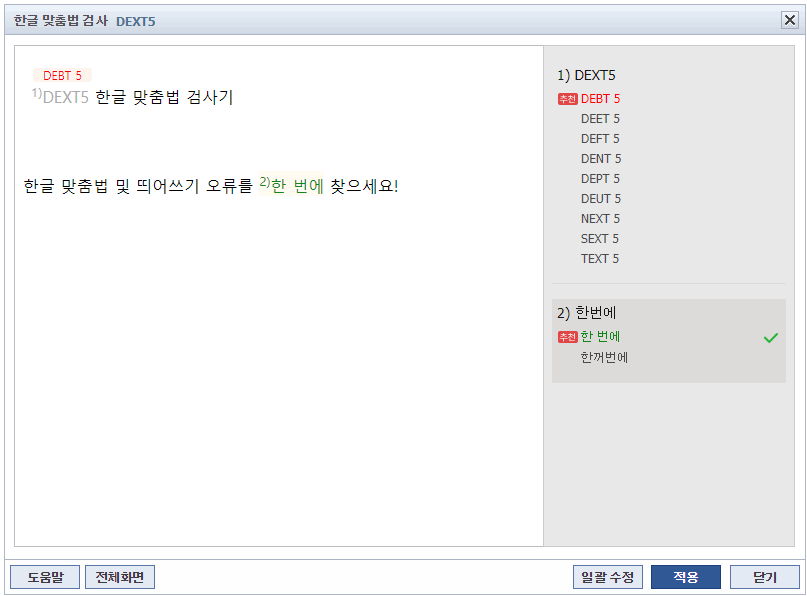 한글 맞춤법 검사 DEXT5
DEBT 5
1)DEXT5 한글 맞춤법 검사기
한글 맞춤법 및 띄어쓰기 오류를 2)한 번에 찾으세요!
1) DEXT5
추천 DEBT 5
DEET 5
DEFT 5
DENT 5
DEPT 5
DEUT 5
NEXT 5
SEXT 5
TEXT 5
2) 한번에
추천 한 번에
한꺼번에
도움말 전체화면 일괄 수정 적용 닫기